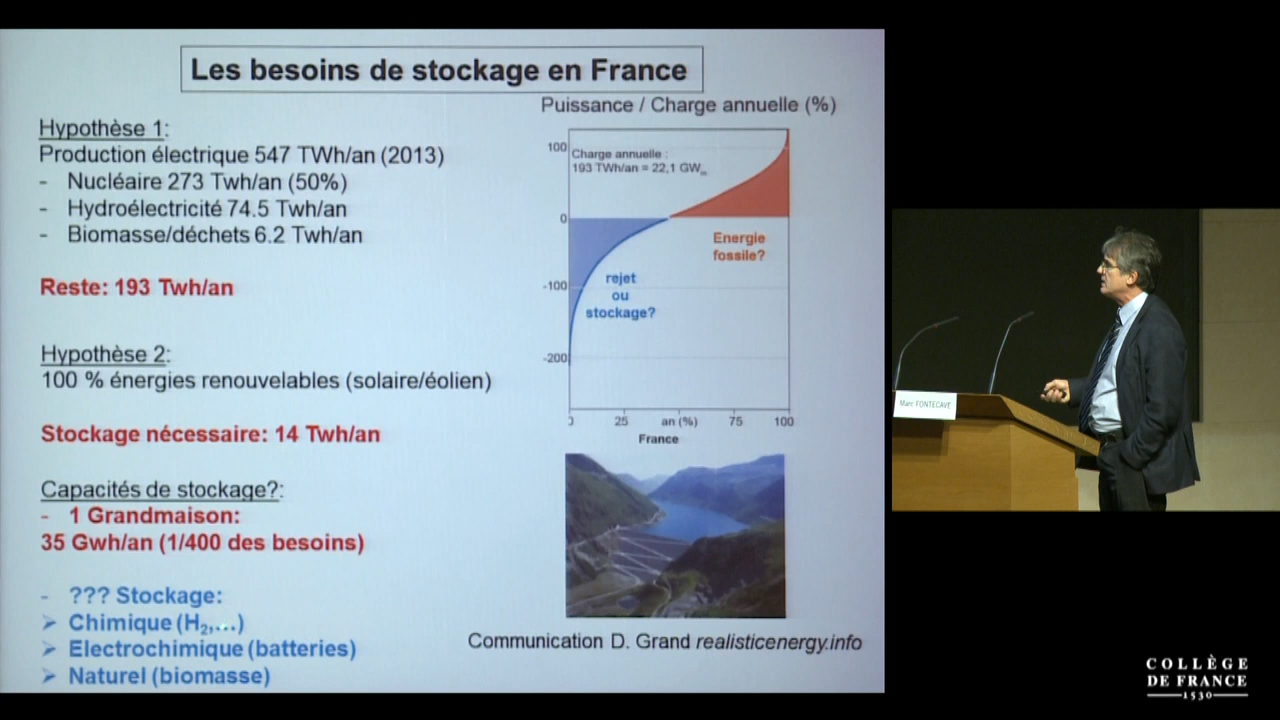 Les besoins de stockage en France
Hypothèse 1:
Production électrique 547 TWh/an (2013)
- Nucléaire 273 Twh/an (50%)
- Hydroélectricité 74.5 Twh/an
- Biomasse/déchets 6.2 Twh/an
Reste: 193 Twh/an
Hypothèse 2:
100 % énergies renouvelables (solaire/éolien)
Stockage nécessaire: 14 Twh/an
Capacités de stockage?:
- 1 Grandmaison:
35 Gwh/an (1/400 des besoins)
- ??? Stockage:
➢ Chimique (H2,...)
➢ Electrochimique (batteries)
➢ Naturel (biomasse)
Puissance / Charge annuelle (%)
100
Charge annuelle :
193 TWh/an = 22,1 GW
0
Energie
fossile?
-100
rejet
ou
stockage?
-200
0 25 an (%) 75 100
France
Communication D. Grand realisticenergy.info
Marc FONTECAVE
COLLÈGE
DE FRANCE
1530